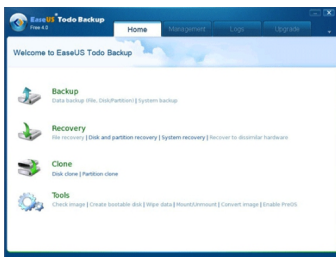 EaseUS Todo Backup
Free 4.0
Home Management Logs Upgrade
Welcome to EaseUS Todo Backup
Backup
Data backup (File, Disk/Partition) | System backup
Recovery
File recovery | Disk and partition recovery | System recovery | Recover to dissimilar hardware
Clone
Disk clone | Partition clone
Tools
Check image | Create bootable disk | Wipe data | Mount/Unmount | Convert image | Enable PreOS